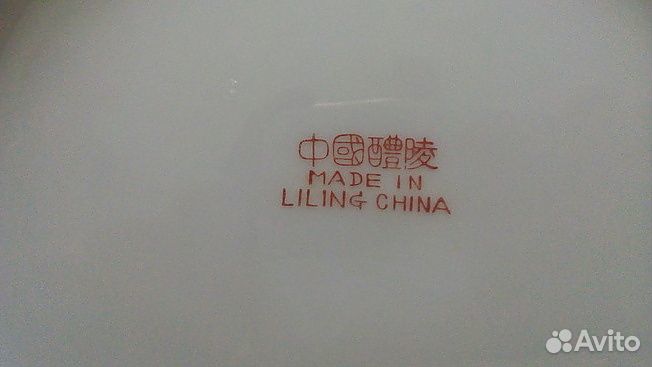 中國醴陵
MADE IN
LILING CHINA
Avito